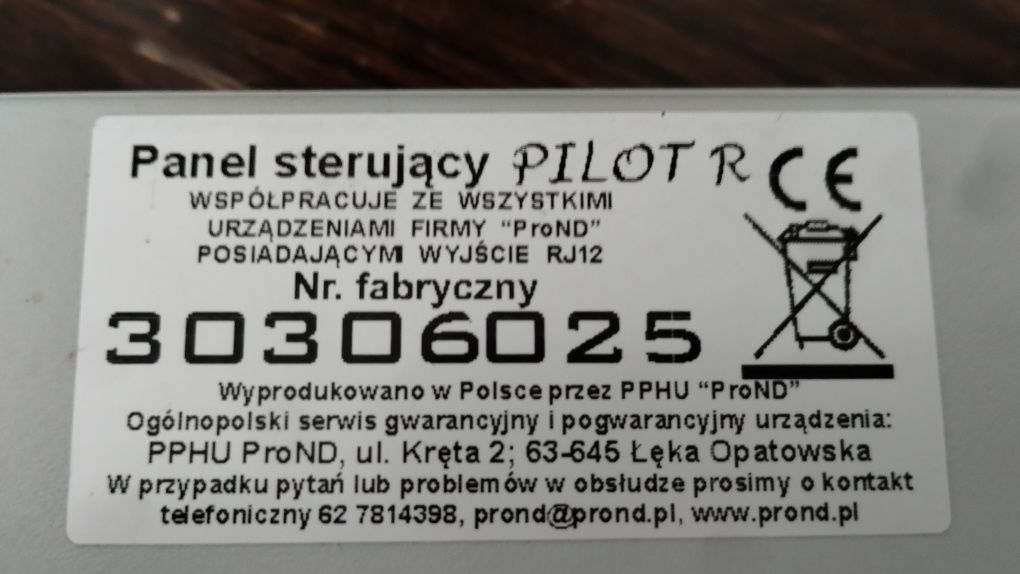 Panel sterujący PILOT R CE
WSPÓŁPRACUJE ZE WSZYSTKIMI
URZĄDZENIAMI FIRMY “ProND”
POSIADAJĄCYM WYJŚCIE RJ12
Nr. fabryczny
30306025
Wyprodukowano w Polsce przez PPHU “ProND”
Ogólnopolski serwis gwarancyjny i pogwarancyjny urządzenia:
PPHU ProND, ul. Kręta 2; 63-645 Łęka Opatowska
W przypadku pytań lub problemów w obsłudze prosimy o kontakt
telefoniczny 62 7814398, prond@prond.pl, www.prond.pl